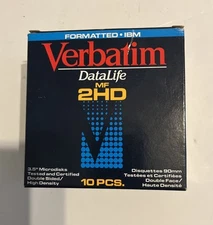 FORMATTED • IBM
Verbatim
DataLife
MF
2HD
3.5" Microdisks
Tested and Certified
Double Sided/
High Density
Disquettes 90mm
Testées et Certifiées
Double Face/
Haute Densité
10 PCS.